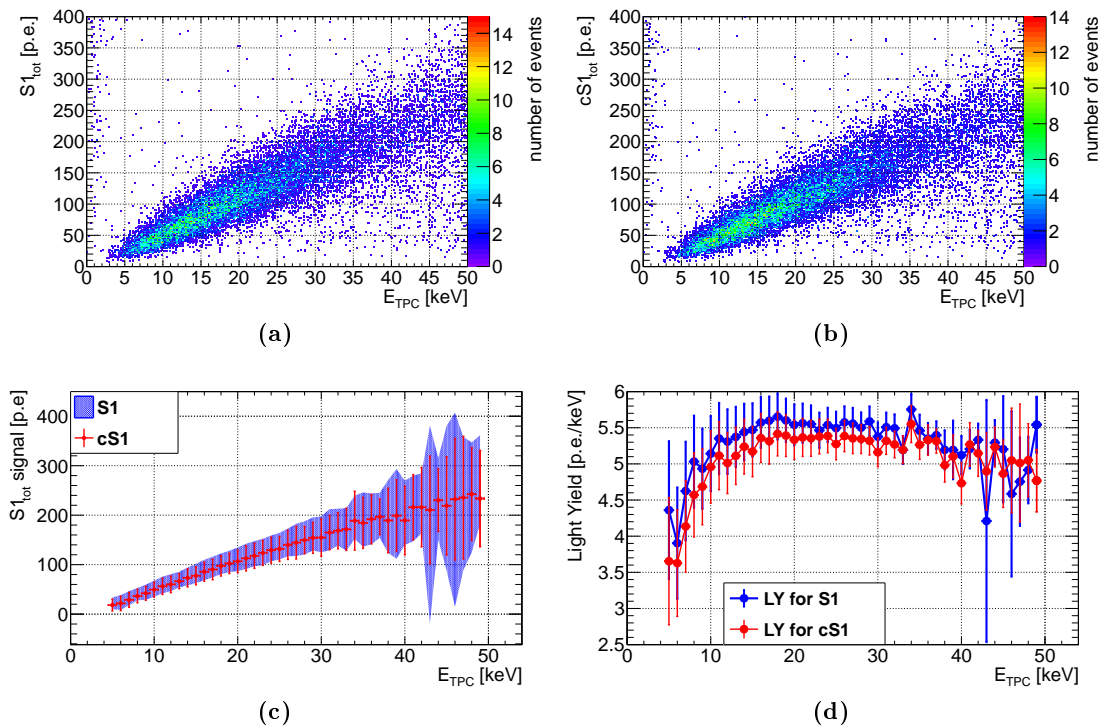 S1tot [p.e.]
400
350
300
250
200
150
100
50
0
0 5 10 15 20 25 30 35 40 45 50
ETPC [keV]
14
12
10
8
6
4
2
0
number of events
(a)
cS1tot [p.e.]
400
350
300
250
200
150
100
50
0
0 5 10 15 20 25 30 35 40 45 50
ETPC [keV]
14
12
10
8
6
4
2
0
number of events
(b)
S1tot signal [p.e]
400
300
200
100
0
S1
cS1
0 10 20 30 40 50
ETPC [keV]
(c)
Light Yield [p.e./keV]
6
5.5
5
4.5
4
3.5
3
2.5
LY for S1
LY for cS1
0 10 20 30 40 50
ETPC [keV]
(d)